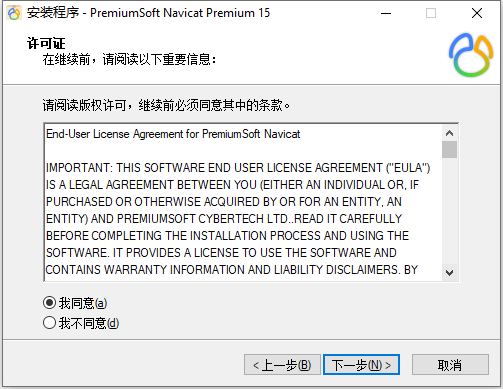 安装程序 - PremiumSoft Navicat Premium 15
许可证
在继续前，请阅读以下重要信息：
请阅读版权许可，继续前必须同意其中的条款。
End-User License Agreement for PremiumSoft Navicat
IMPORTANT: THIS SOFTWARE END USER LICENSE AGREEMENT ("EULA")
IS A LEGAL AGREEMENT BETWEEN YOU (EITHER AN INDIVIDUAL OR, IF
PURCHASED OR OTHERWISE ACQUIRED BY OR FOR AN ENTITY, AN
ENTITY) AND PREMIUMSOFT CYBERTECH LTD..READ IT CAREFULLY
BEFORE COMPLETING THE INSTALLATION PROCESS AND USING THE
SOFTWARE. IT PROVIDES A LICENSE TO USE THE SOFTWARE AND
CONTAINS WARRANTY INFORMATION AND LIABILITY DISCLAIMERS. BY
我同意(a)
我不同意(d)
< 上一步(B)
下一步(N) >
取消